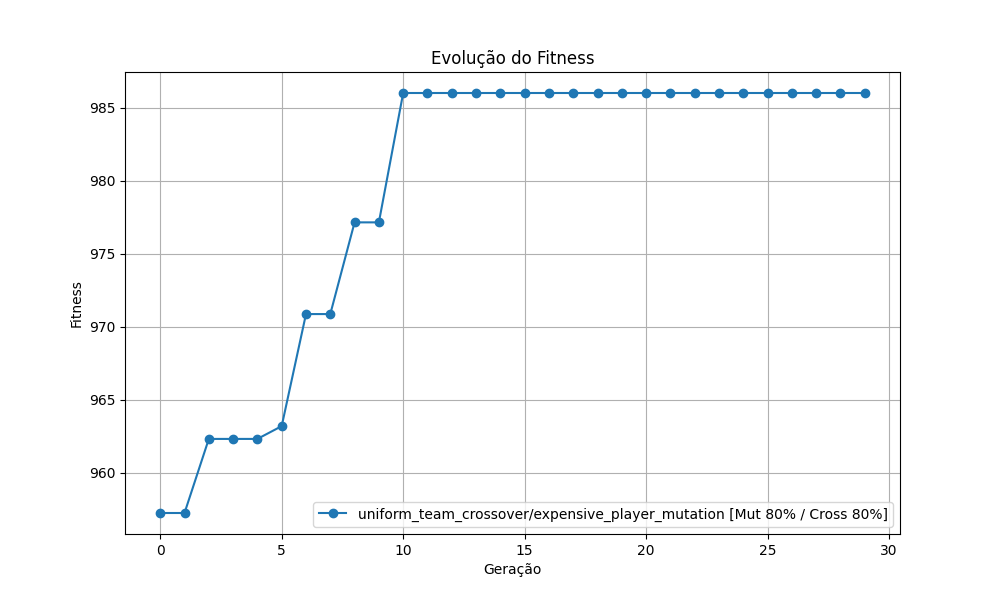 Evolução do Fitness
985
980
975
970
965
960
Fitness
uniform_team_crossover/expensive_player_mutation [Mut 80% / Cross 80%]
0 5 10 15 20 25 30
Geração